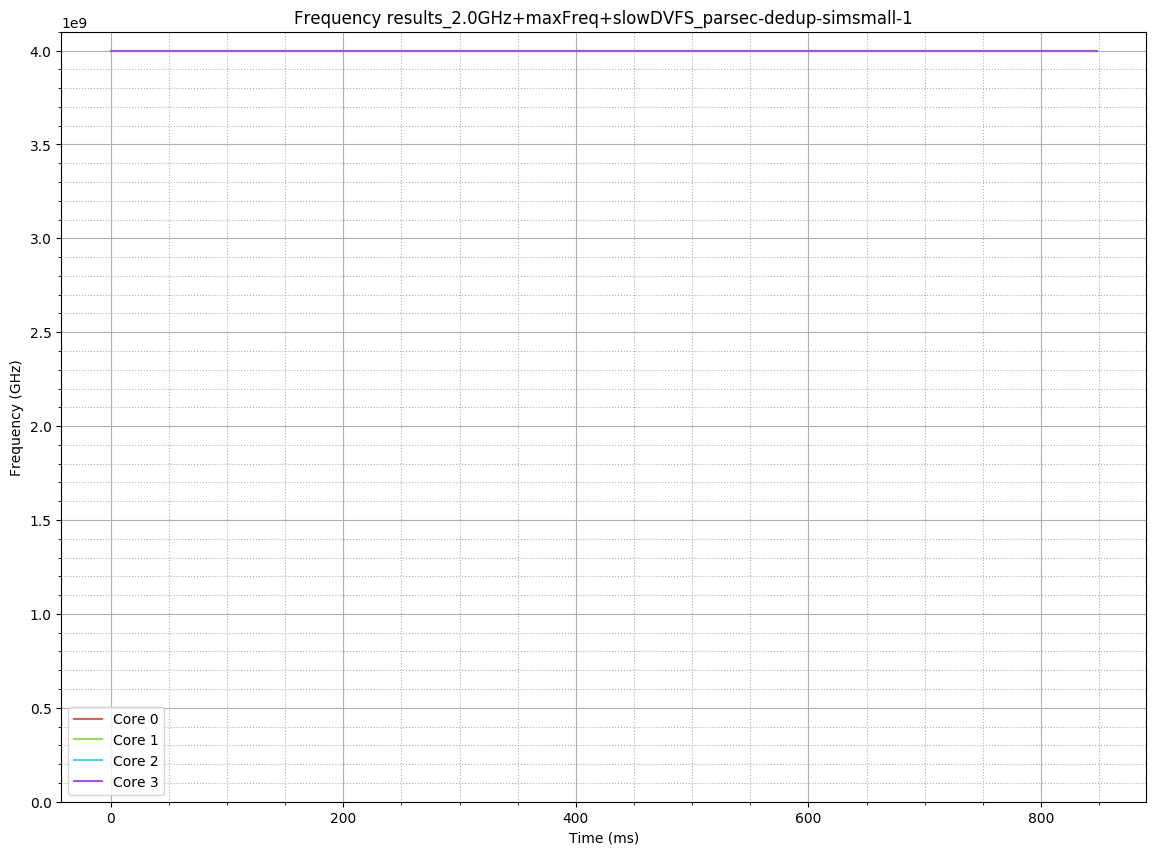 Frequency results_2.0GHz+maxFreq+slowDVFS_parsec-dedup-simsmall-1
1e9
4.0
3.5
3.0
2.5
2.0
1.5
1.0
0.5
0.0
Frequency (GHz)
Core 0
Core 1
Core 2
Core 3
0 200 400 600 800
Time (ms)